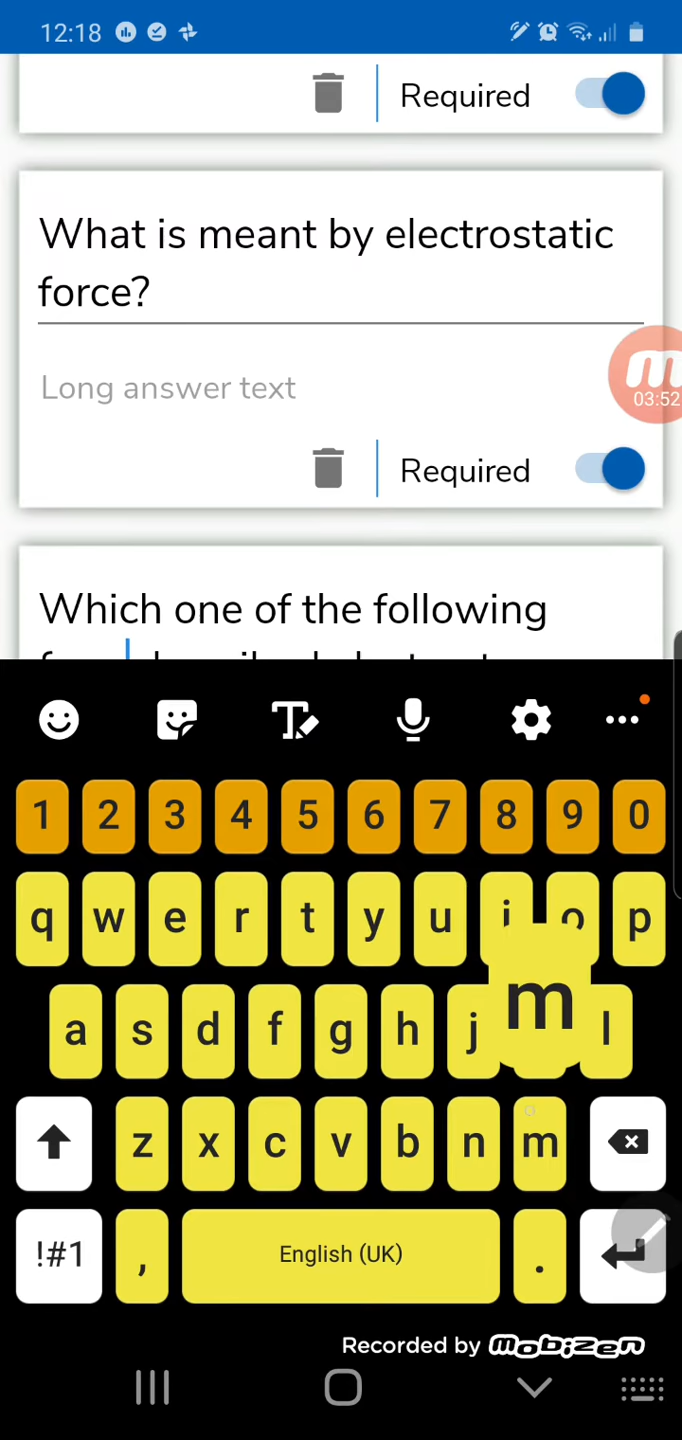 12:18
Required
What is meant by electrostatic
force?
Long answer text
03:52
Required
Which one of the following
1 2 3 4 5 6 7 8 9 0
q w e r t y u i o p
a s d f g h j m l
z x c v b n m
!#1 , English (UK) .
Recorded by mobizen